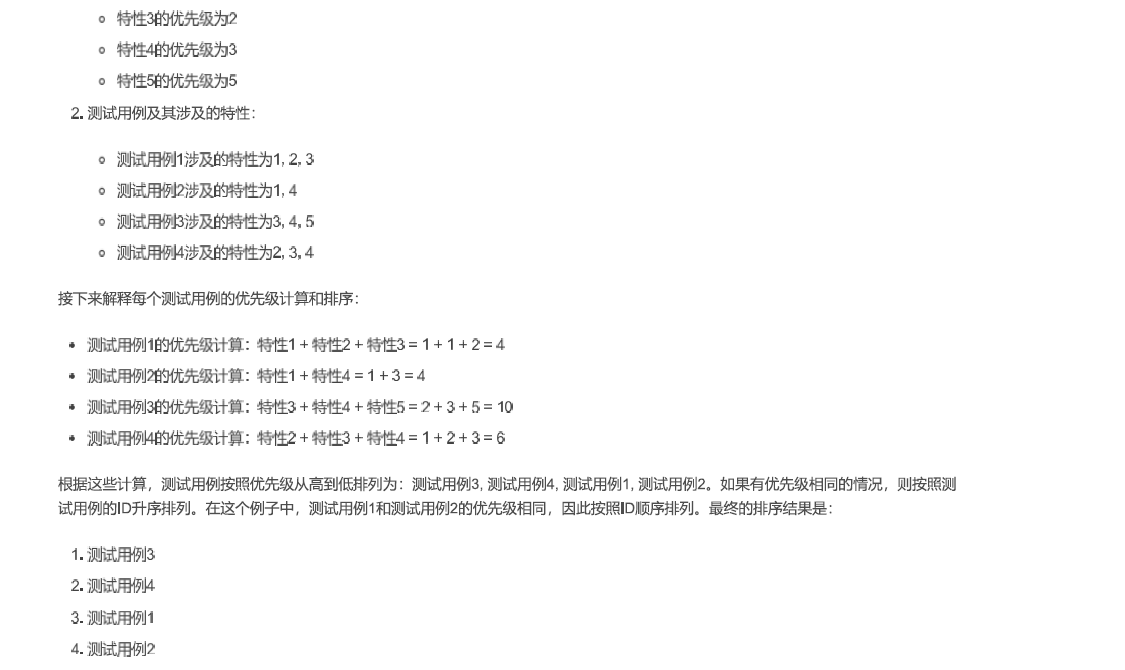 特性3的优先级为2
特性4的优先级为3
特性5的优先级为5
2. 测试用例及其涉及的特性：
测试用例1涉及的特性为1, 2, 3
测试用例2涉及的特性为1, 4
测试用例3涉及的特性为3, 4, 5
测试用例4涉及的特性为2, 3, 4
接下来解释每个测试用例的优先级计算和排序：
测试用例1的优先级计算：特性1 + 特性2 + 特性3 = 1 + 1 + 2 = 4
测试用例2的优先级计算：特性1 + 特性4 = 1 + 3 = 4
测试用例3的优先级计算：特性3 + 特性4 + 特性5 = 2 + 3 + 5 = 10
测试用例4的优先级计算：特性2 + 特性3 + 特性4 = 1 + 2 + 3 = 6
根据这些计算，测试用例按照优先级从高到低排列为：测试用例3, 测试用例4, 测试用例1, 测试用例2。如果有优先级相同的情况，则按照测
试用例的ID升序排列。在这个例子中，测试用例1和测试用例2的优先级相同，因此按照ID顺序排列。最终的排序结果是：
1. 测试用例3
2. 测试用例4
3. 测试用例1
4. 测试用例2